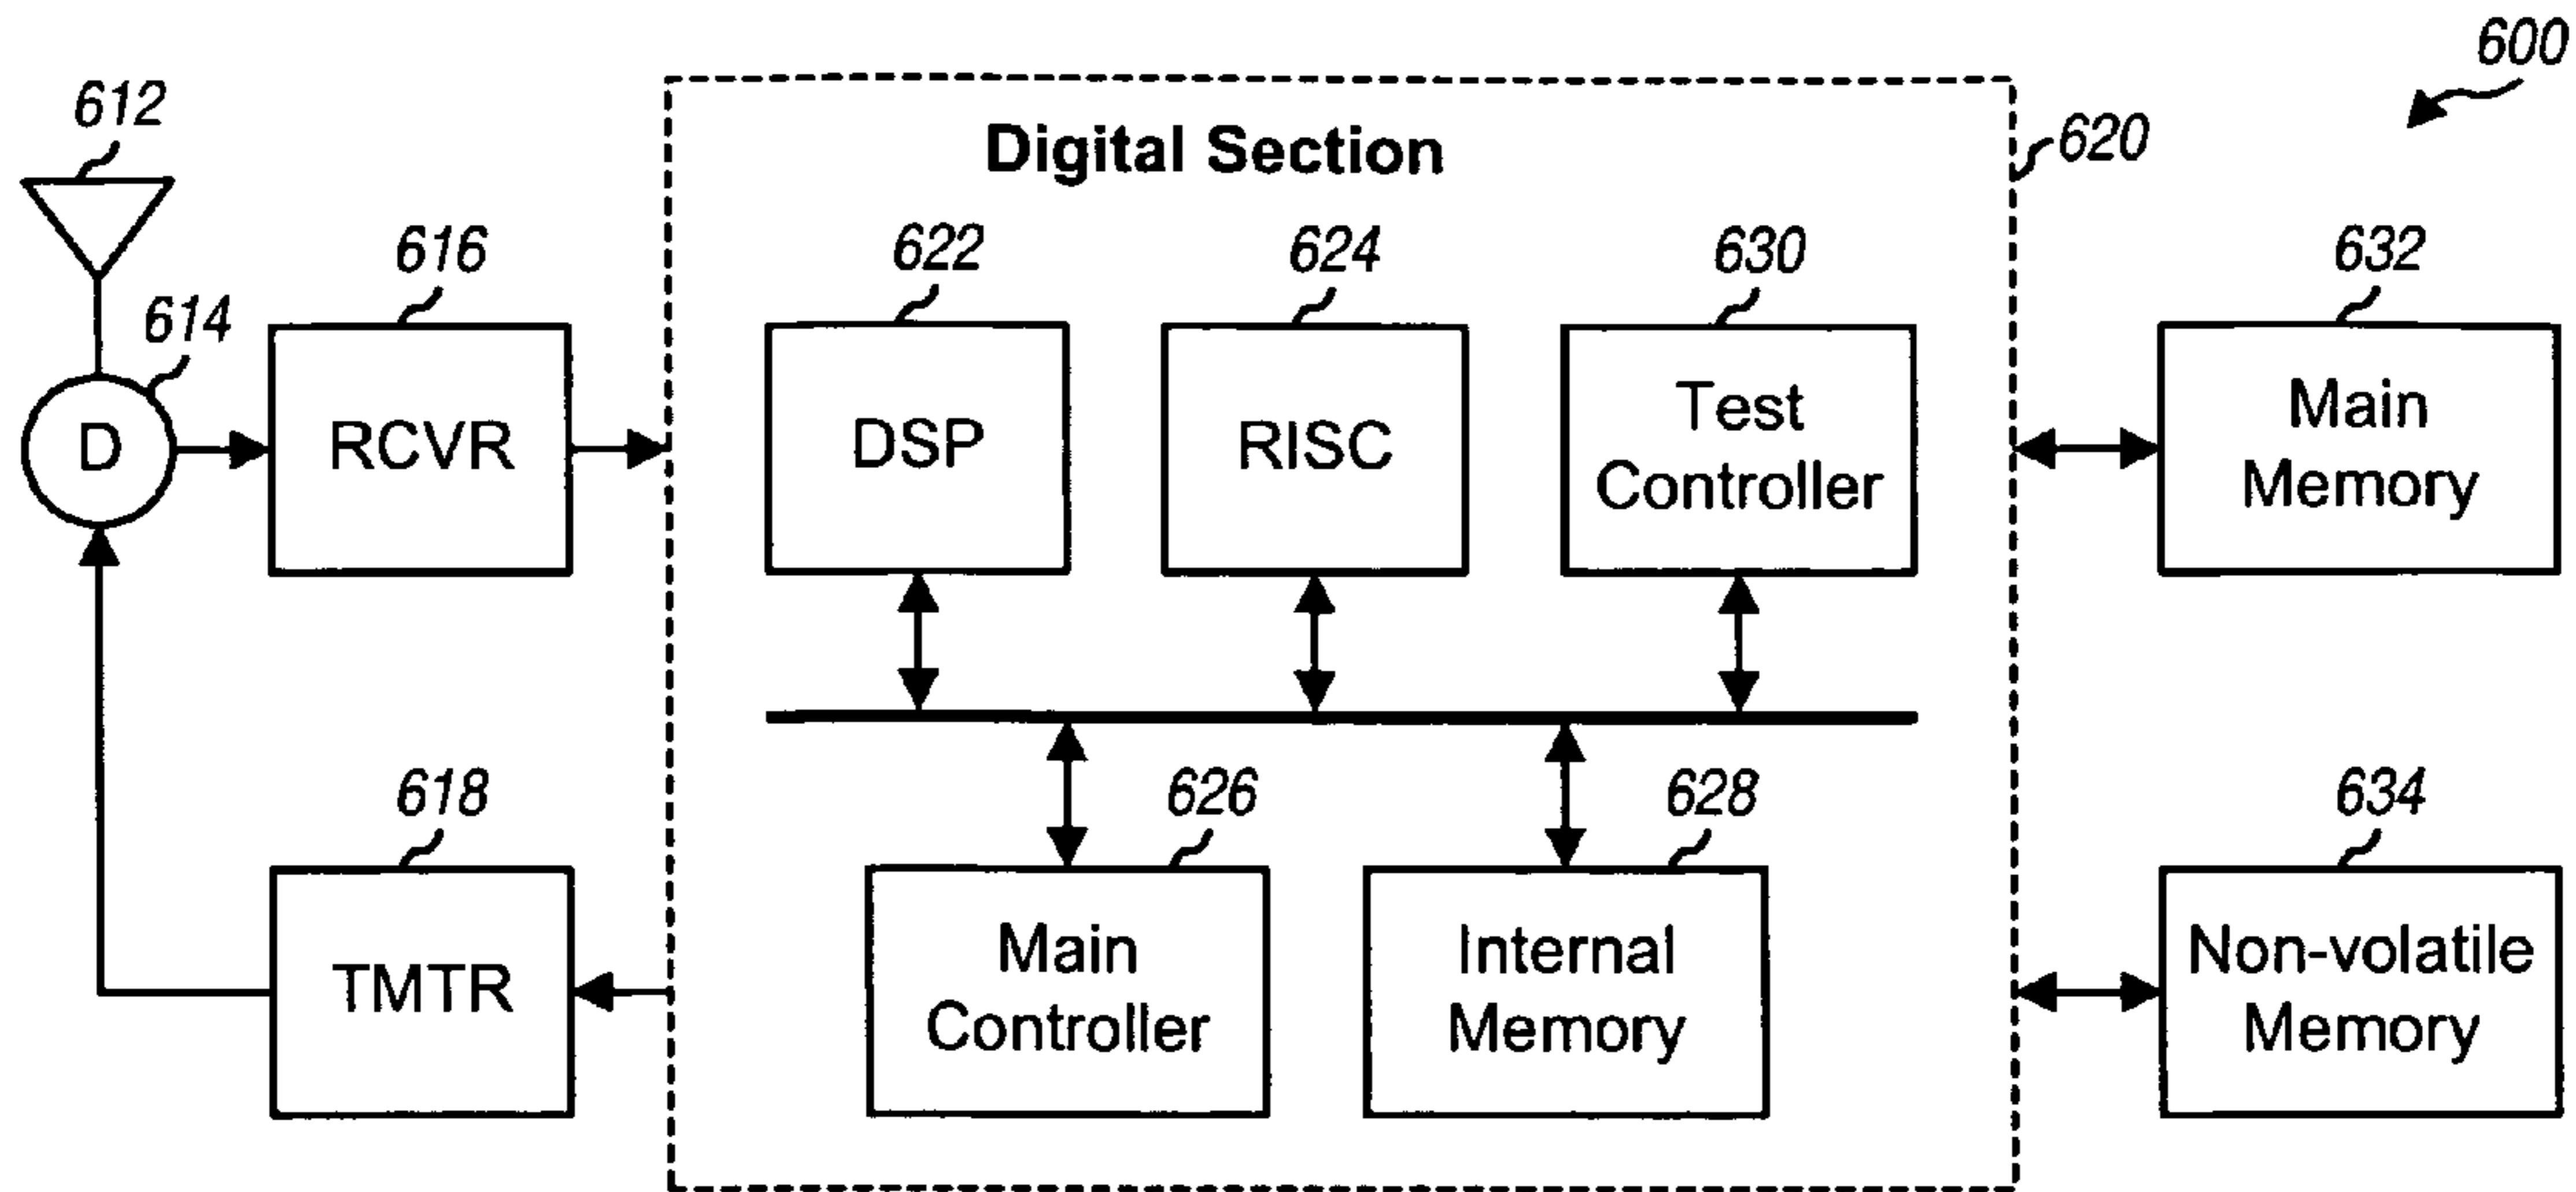 600
612
620
Digital Section
616
622
624
630
632
614
D
RCVR
DSP
RISC
Test
Controller
Main
Memory
618
626
628
634
TMTR
Main
Controller
Internal
Memory
Non-volatile
Memory